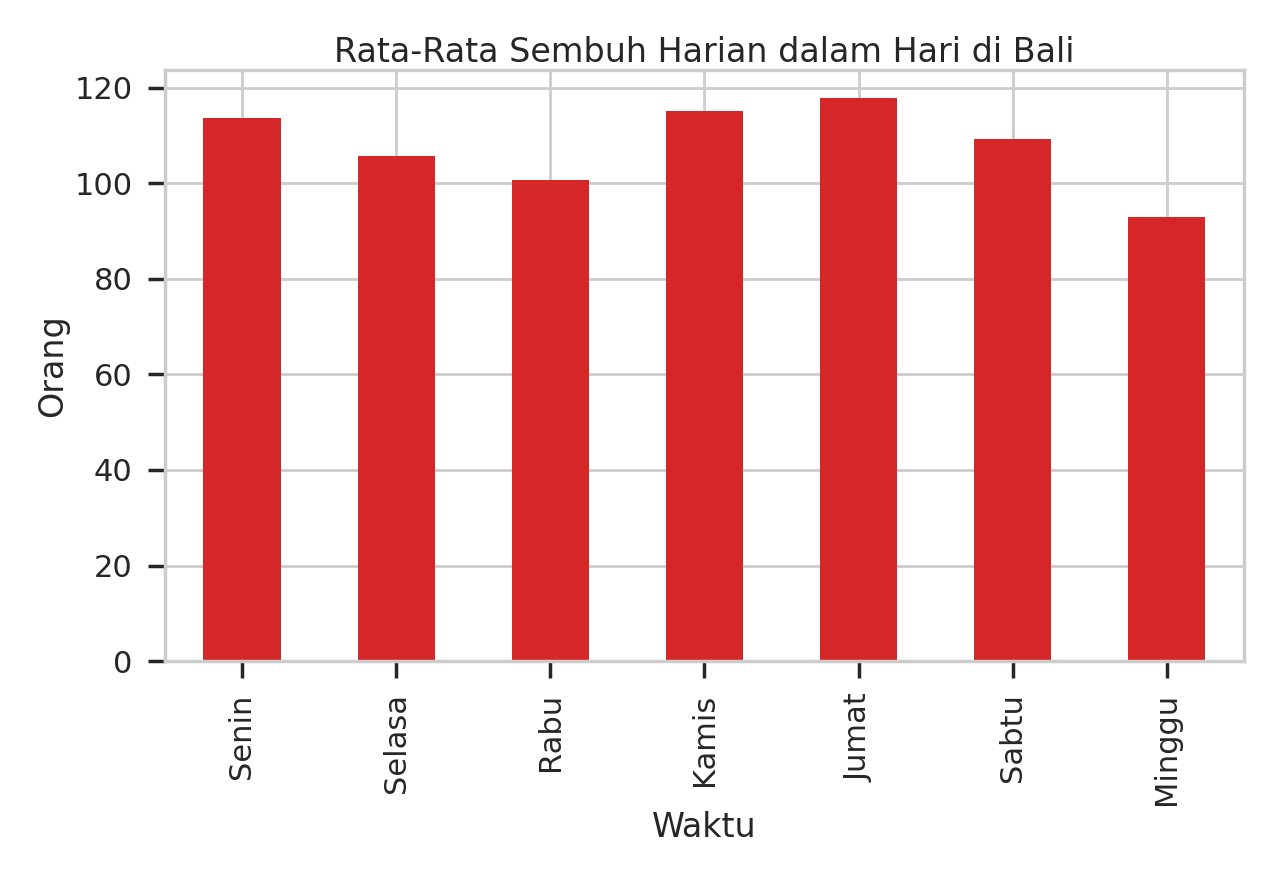 Rata-Rata Sembuh Harian dalam Hari di Bali
120
100
80
60
40
20
0
Orang
Senin
Selasa
Rabu
Kamis
Jumat
Sabtu
Minggu
Waktu